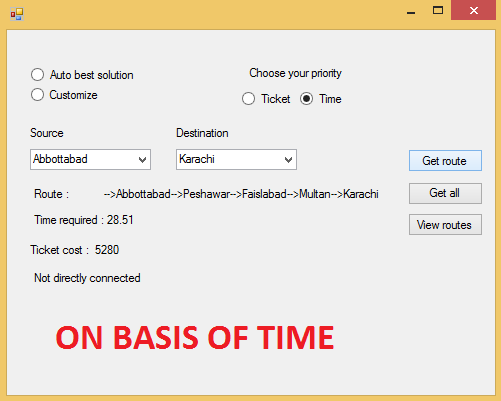 Auto best solution
Choose your priority
Customize
Ticket
Time
Source
Destination
Abbottabad
Karachi
Get route
Route : -->Abbottabad-->Peshawar-->Faislabad-->Multan-->Karachi
Get all
Time required : 28.51
View routes
Ticket cost : 5280
Not directly connected
ON BASIS OF TIME